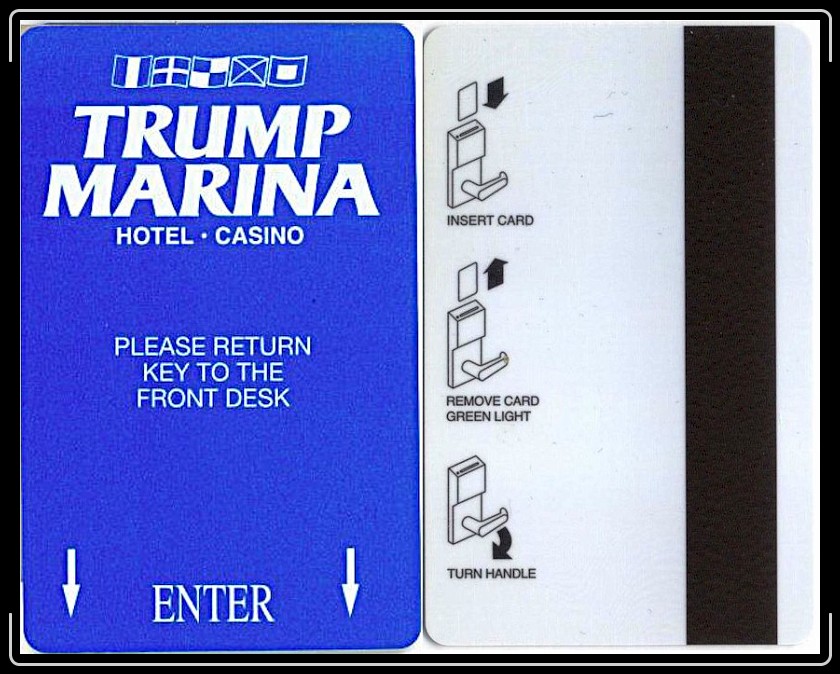 TRUMP
MARINA
HOTEL · CASINO
PLEASE RETURN
KEY TO THE
FRONT DESK
ENTER
INSERT CARD
REMOVE CARD
GREEN LIGHT
TURN HANDLE